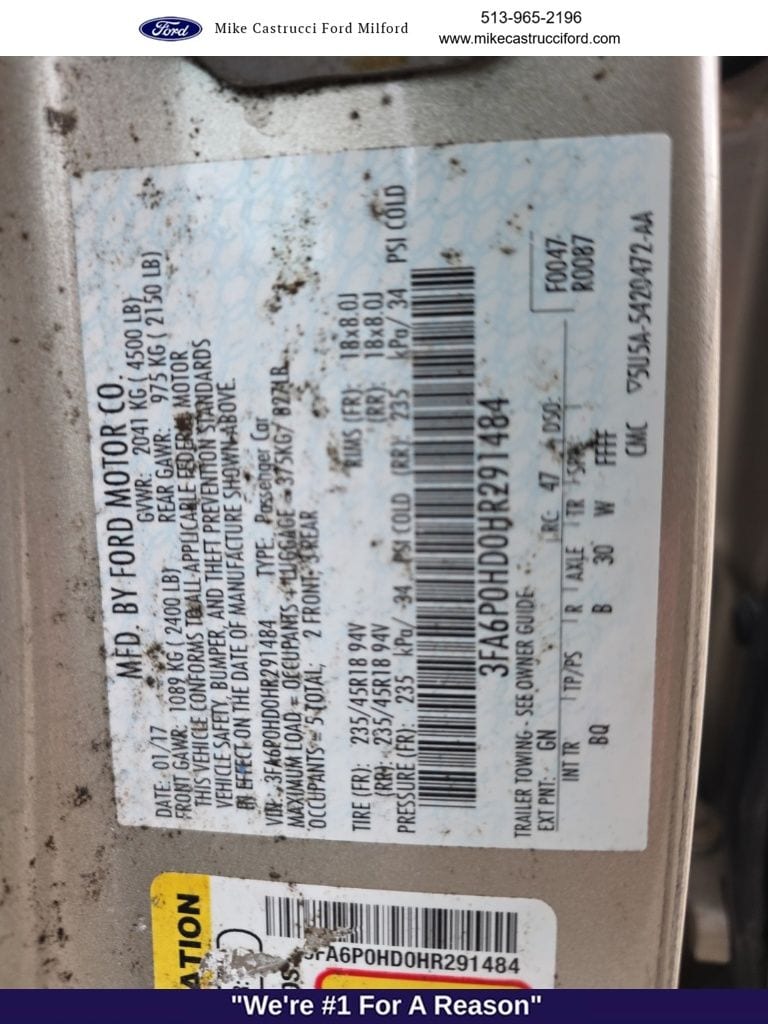 Ford
Mike Castrucci Ford Milford
513-965-2196
www.mikecastrucciford.com
MFD. BY FORD MOTOR CO.
DATE: 01/17 GVWR: 2041 KG ( 4500 LB)
FRONT GAWR: 1089 KG ( 2400 LB) REAR GAWR: 975 KG ( 2150 LB)
THIS VEHICLE CONFORMS TO ALL APPLICABLE FEDERAL MOTOR
VEHICLE SAFETY, BUMPER, AND THEFT PREVENTION STANDARDS
IN EFFECT ON THE DATE OF MANUFACTURE SHOWN ABOVE.
VIN: 3FA6P0HD0HR291484 TYPE: Passenger Car
MAXIMUM LOAD = OCCUPANTS + LUGGAGE = 375KG/ 827LB
OCCUPANTS = 5 TOTAL, 2 FRONT, 3 REAR
TIRE (FR): 235/45R18 94V RIMS (FR): 18x8.0J
(RR): 235/45R18 94V (RR): 18x8.0J
PRESSURE (FR): 235 kPa/ 34 PSI COLD (RR): 235 kPa/ 34 PSI COLD
3FA6P0HD0HR291484
F0047
R0087
TRAILER TOWING - SEE OWNER GUIDE
EXT PNT: GN RC: 47 DSO:
INT TR TP/PS R AXLE TR SPR
BQ B 30 W FFFF
CMC ▽5U5A-5420472-AA
ATION
3FA6P0HD0HR291484
"We're #1 For A Reason"